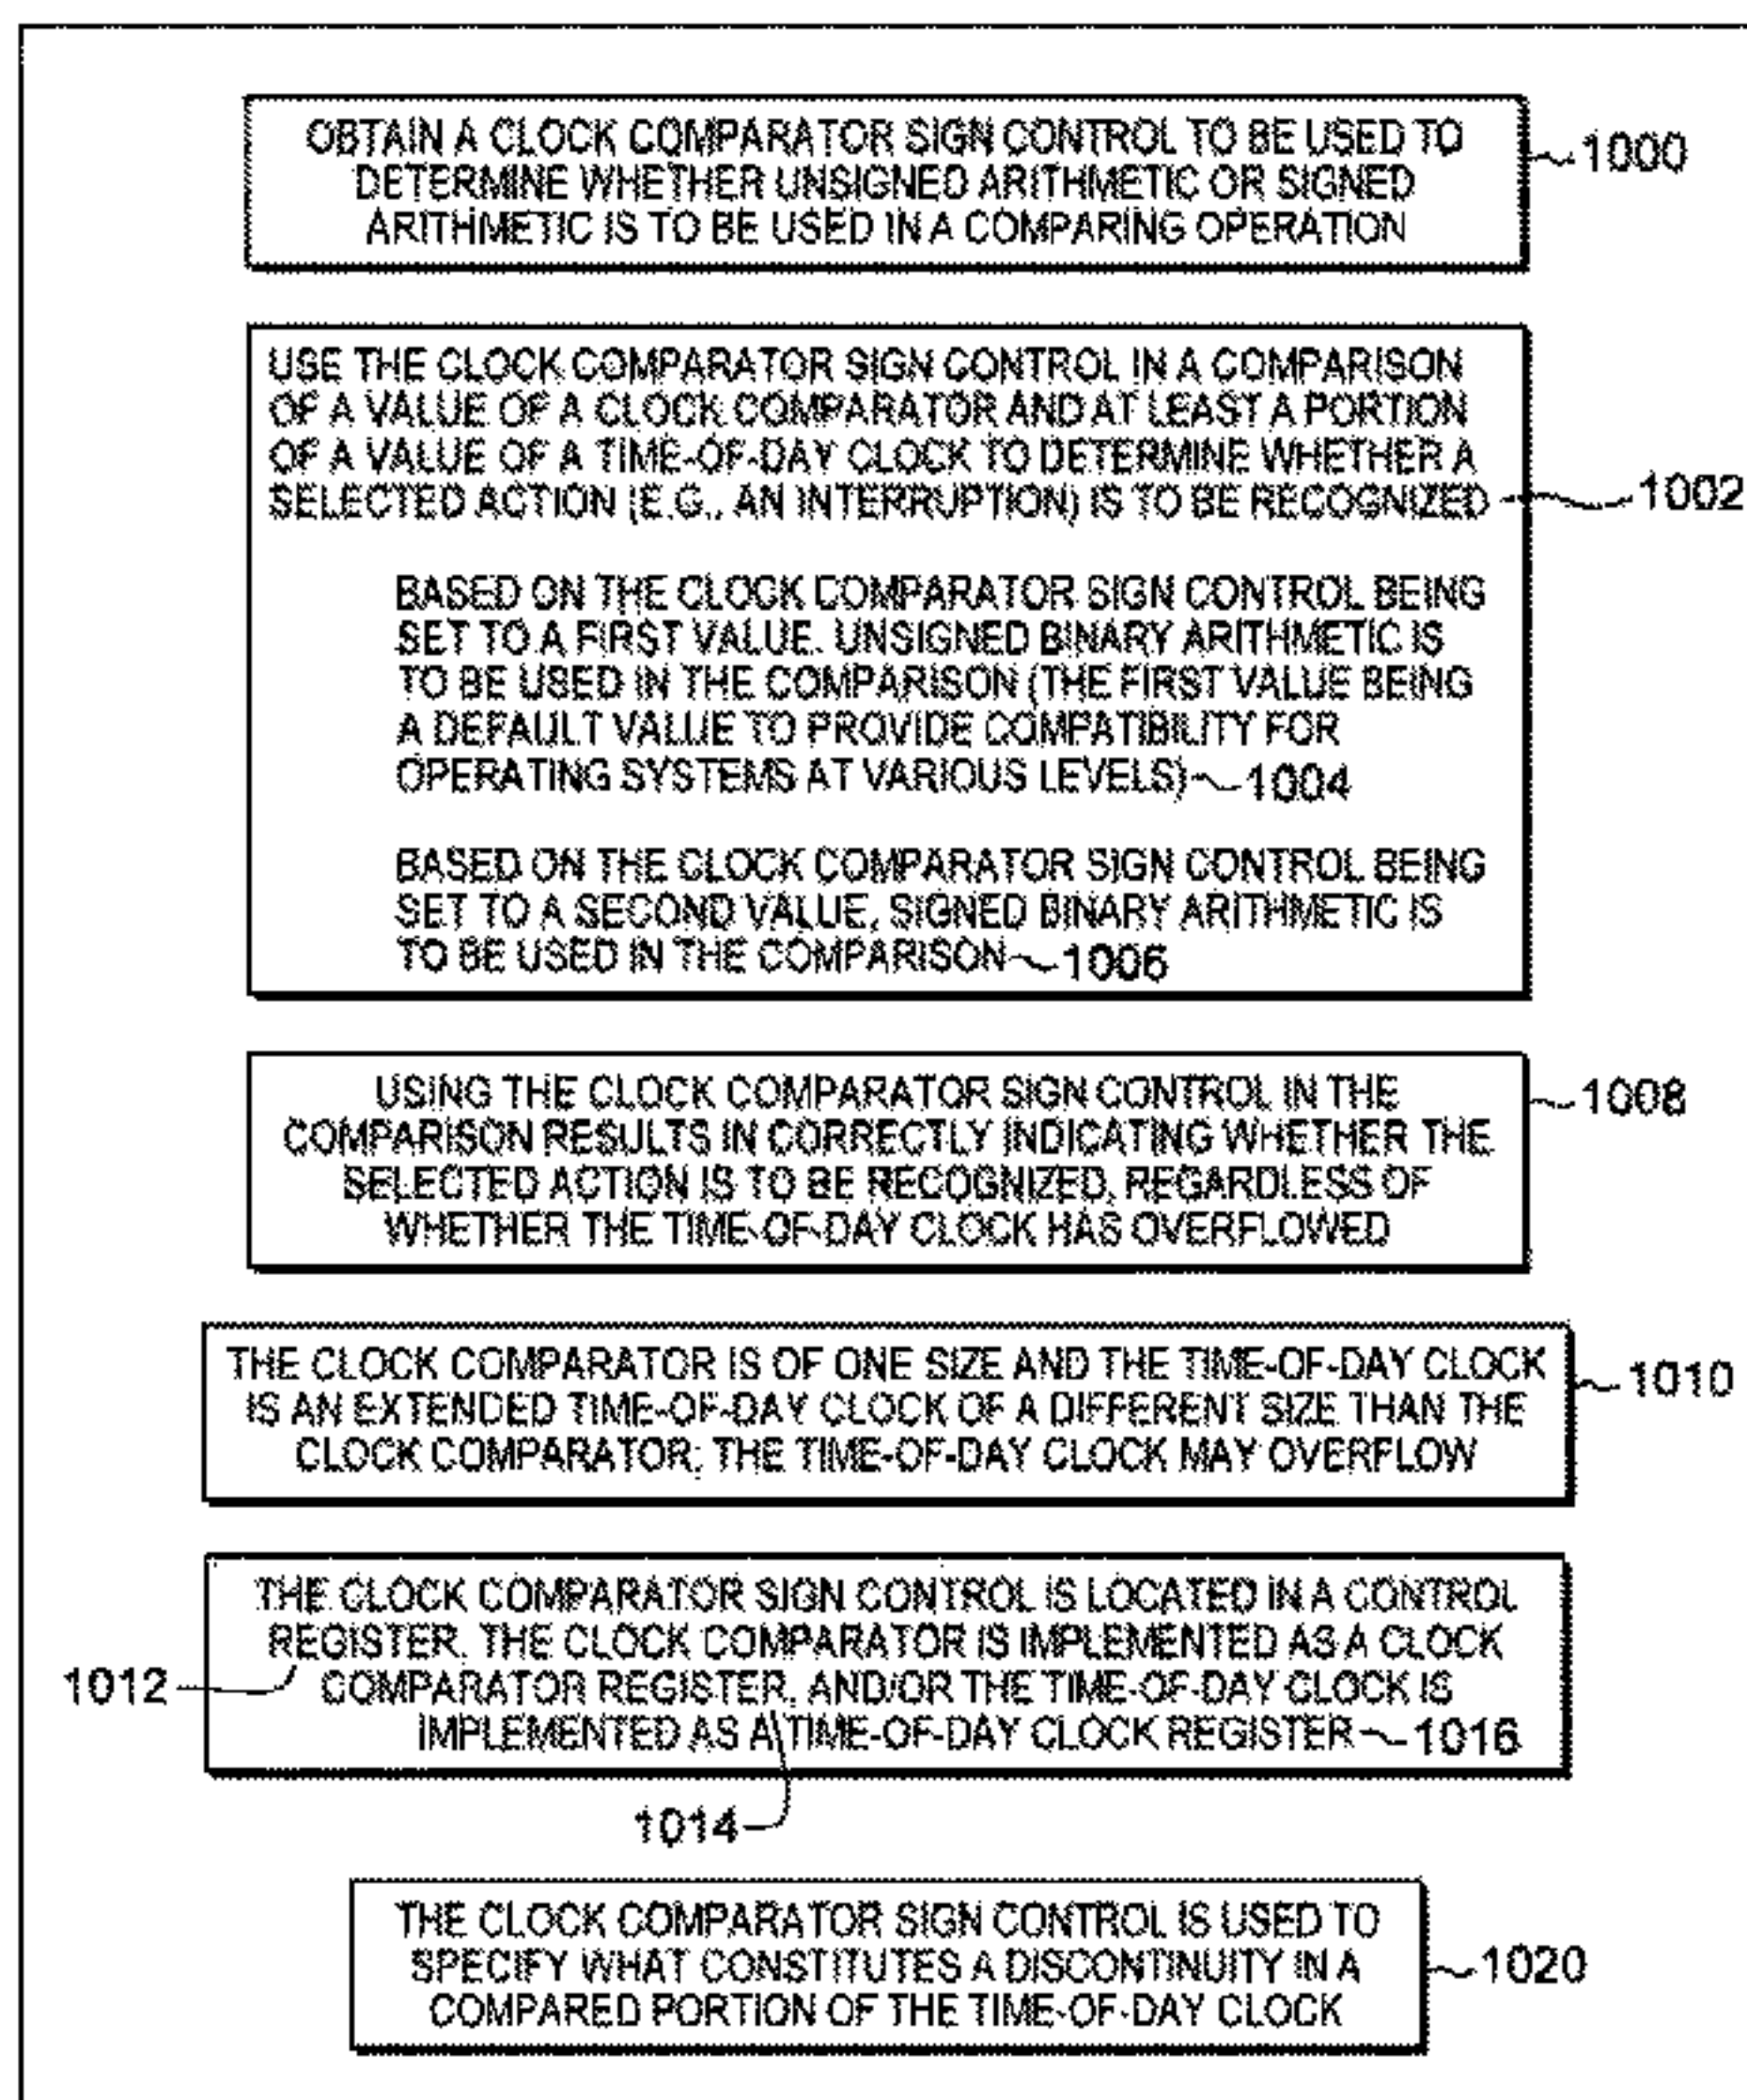 OBTAIN A CLOCK COMPARATOR SIGN CONTROL TO BE USED TO
DETERMINE WHETHER UNSIGNED ARITHMETIC OR SIGNED
ARITHMETIC IS TO BE USED IN A COMPARING OPERATION
1000
USE THE CLOCK COMPARATOR SIGN CONTROL IN A COMPARISON
OF A VALUE OF A CLOCK COMPARATOR AND AT LEAST A PORTION
OF A VALUE OF A TIME-OF-DAY CLOCK TO DETERMINE WHETHER A
SELECTED ACTION (E.G., AN INTERRUPTION) IS TO BE RECOGNIZED
1002
BASED ON THE CLOCK COMPARATOR SIGN CONTROL BEING
SET TO A FIRST VALUE, UNSIGNED BINARY ARITHMETIC IS
TO BE USED IN THE COMPARISON (THE FIRST VALUE BEING
A DEFAULT VALUE TO PROVIDE COMPATIBILITY FOR
OPERATING SYSTEMS AT VARIOUS LEVELS) 1004
BASED ON THE CLOCK COMPARATOR SIGN CONTROL BEING
SET TO A SECOND VALUE, SIGNED BINARY ARITHMETIC IS
TO BE USED IN THE COMPARISON 1006
USING THE CLOCK COMPARATOR SIGN CONTROL IN THE
COMPARISON RESULTS IN CORRECTLY INDICATING WHETHER THE
SELECTED ACTION IS TO BE RECOGNIZED, REGARDLESS OF
WHETHER THE TIME-OF-DAY CLOCK HAS OVERFLOWED
1008
THE CLOCK COMPARATOR IS OF ONE SIZE AND THE TIME-OF-DAY CLOCK
IS AN EXTENDED TIME-OF-DAY CLOCK OF A DIFFERENT SIZE THAN THE
CLOCK COMPARATOR; THE TIME-OF-DAY CLOCK MAY OVERFLOW
1010
THE CLOCK COMPARATOR SIGN CONTROL IS LOCATED IN A CONTROL
REGISTER, THE CLOCK COMPARATOR IS IMPLEMENTED AS A CLOCK
1012
COMPARATOR REGISTER, AND/OR THE TIME-OF-DAY CLOCK IS
IMPLEMENTED AS A TIME-OF-DAY CLOCK REGISTER 1016
1014
THE CLOCK COMPARATOR SIGN CONTROL IS USED TO
SPECIFY WHAT CONSTITUTES A DISCONTINUITY IN A
COMPARED PORTION OF THE TIME-OF-DAY CLOCK
1020